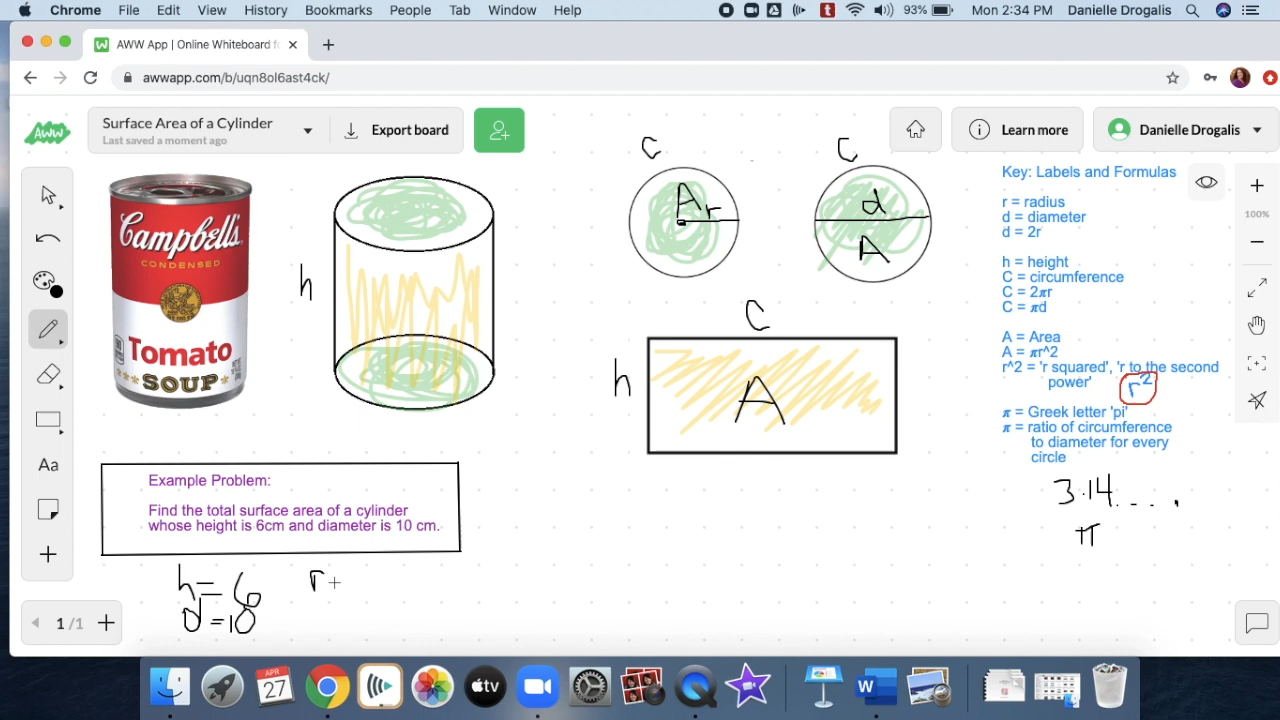 Chrome File Edit View History Bookmarks People Tab Window Help 93% Mon 2:34 PM Danielle Drogalis
AWW App | Online Whiteboard fo
awwapp.com/b/uqn8ol6ast4ck/
AWW
Surface Area of a Cylinder
Last saved a moment ago
Export board
Learn more
Danielle Drogalis
Campbell's
CONDENSED
Tomato
SOUP
h
C
C
A
r
d
A
C
h
A
Key: Labels and Formulas
r = radius
d = diameter
d = 2r
h = height
C = circumference
C = 2πr
C = πd
A = Area
A = πr^2
r^2 = 'r squared', 'r to the second
power'
r²
π = Greek letter 'pi'
π = ratio of circumference
to diameter for every
circle
3.14....
π
100%
Aa
Example Problem:
Find the total surface area of a cylinder
whose height is 6cm and diameter is 10 cm.
h = 6
d = 10
r
1/1
APR
27
tv
W